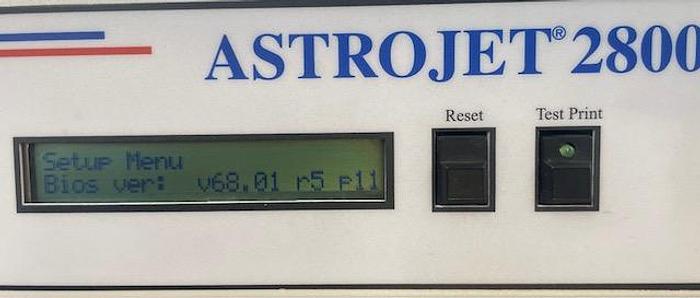 ASTROJET® 2800
Reset
Test Print
Setup Menu
Bios ver: v68.01 r5 p11